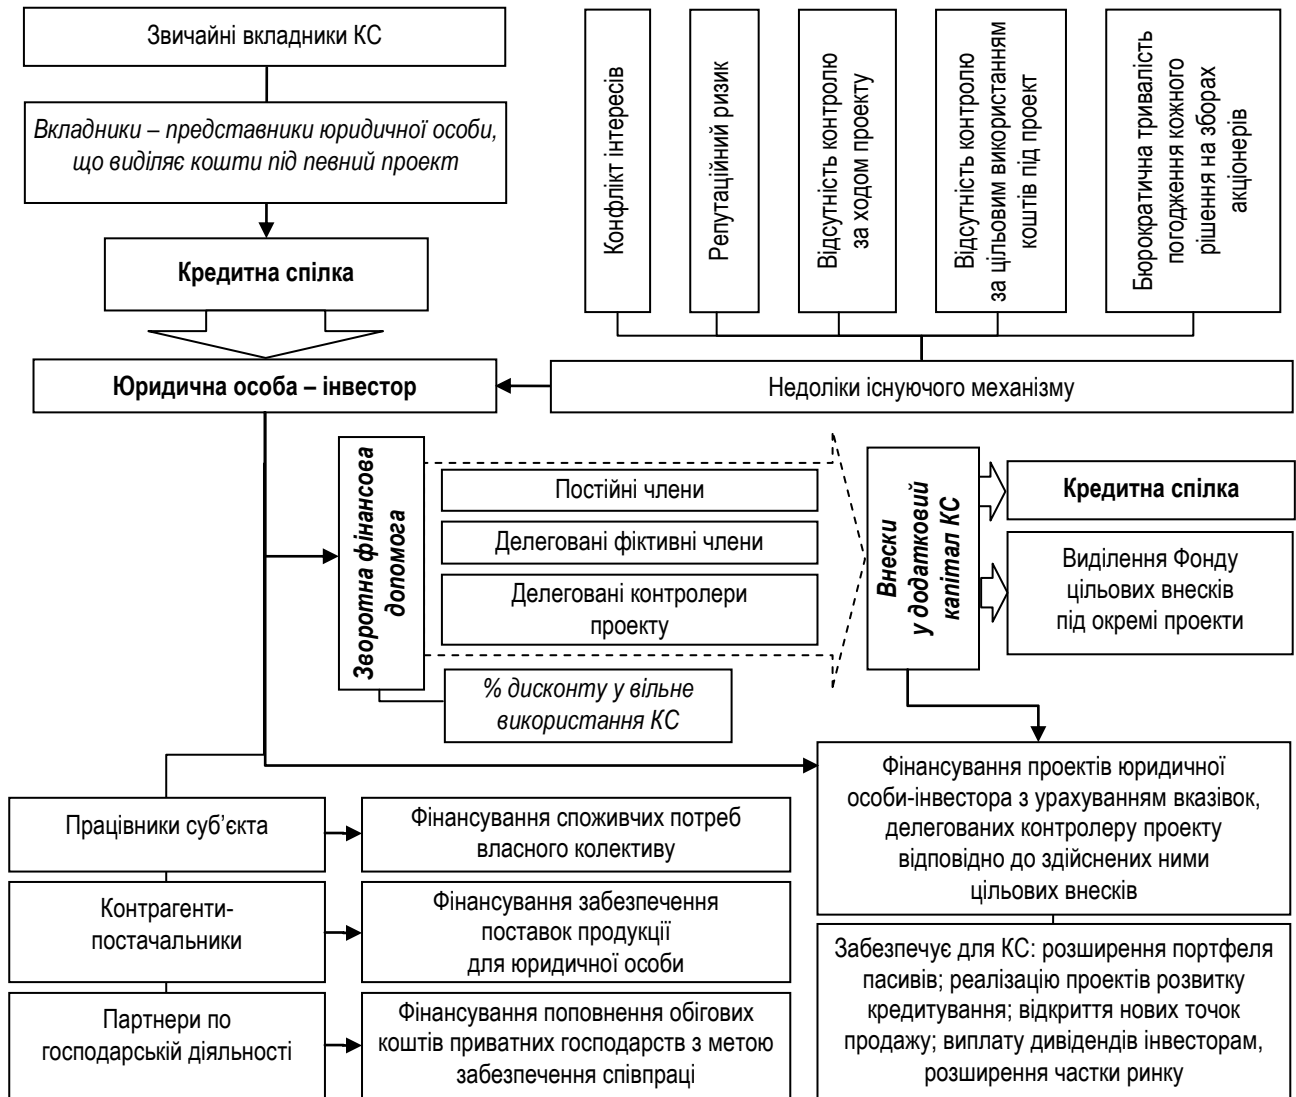 Звичайні вкладники КС
Вкладники – представники юридичної особи,
що виділяє кошти під певний проект
Кредитна спілка
Конфлікт інтересів
Репутаційний ризик
Відсутність контролю
за ходом проекту
Відсутність контролю
за цільовим використанням
коштів під проект
Бюрократична тривалість
погодження кожного
рішення на зборах
акціонерів
Юридична особа – інвестор
Недоліки існуючого механізму
Зворотна фінансова
допомога
Постійні члени
Делеговані фіктивні члени
Делеговані контролери
проекту
% дисконту у вільне
використання КС
Внески
у додатковий
капітал КС
Кредитна спілка
Виділення Фонду
цільових внесків
під окремі проекти
Працівники суб’єкта
Фінансування споживчих потреб
власного колективу
Контрагенти-
постачальники
Фінансування забезпечення
поставок продукції
для юридичної особи
Партнери по
господарській діяльності
Фінансування поповнення обігових
коштів приватних господарств з метою
забезпечення співпраці
Фінансування проектів юридичної
особи-інвестора з урахуванням вказівок,
делегованих контролеру проекту
відповідно до здійснених ними
цільових внесків
Забезпечує для КС: розширення портфеля
пасивів; реалізацію проектів розвитку
кредитування; відкриття нових точок
продажу; виплату дивідендів інвесторам,
розширення частки ринку